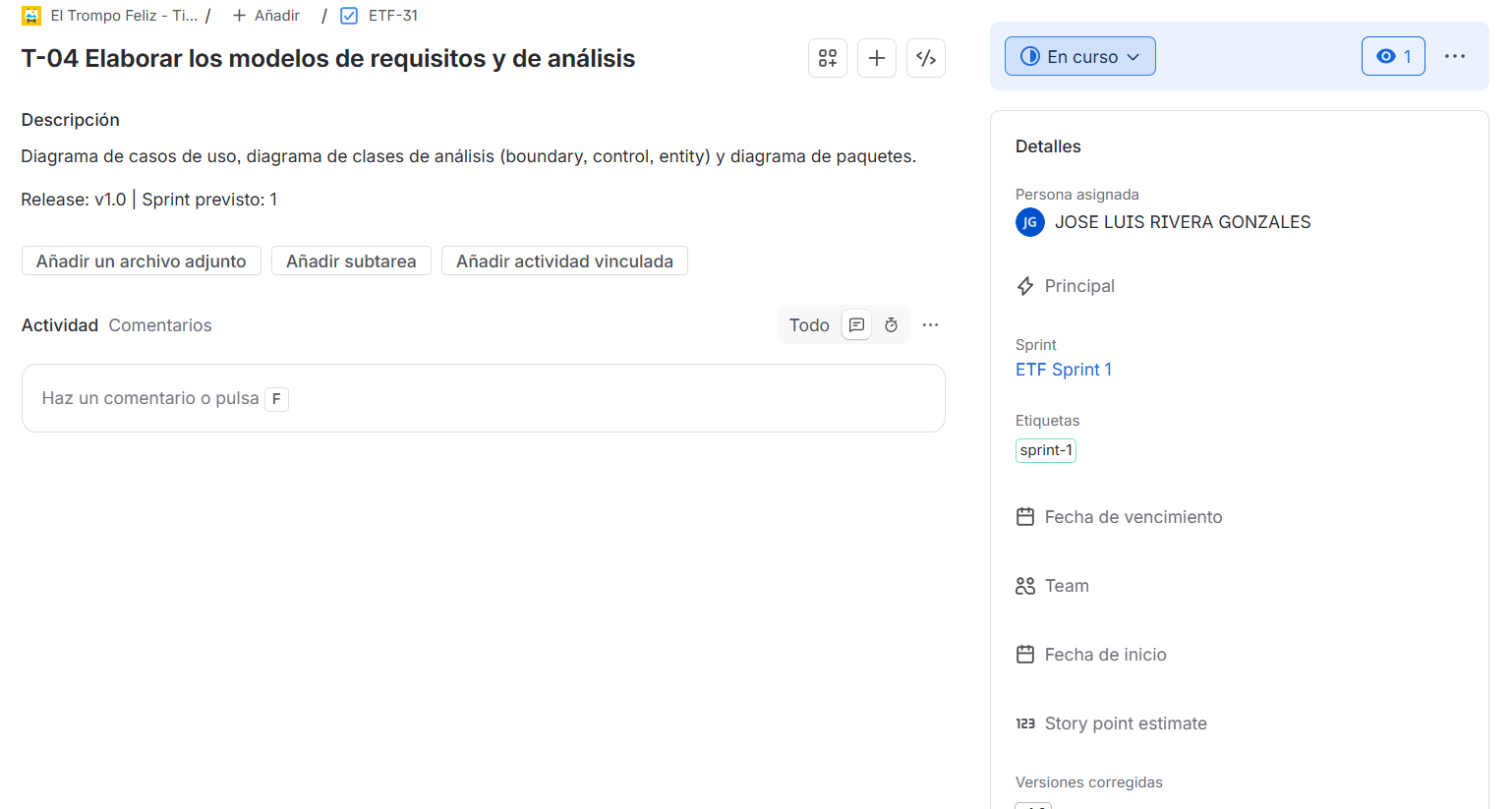 El Trompo Feliz - Ti... / + Añadir / ETF-31
T-04 Elaborar los modelos de requisitos y de análisis
Descripción
Diagrama de casos de uso, diagrama de clases de análisis (boundary, control, entity) y diagrama de paquetes.
Release: v1.0 | Sprint previsto: 1
Añadir un archivo adjunto
Añadir subtarea
Añadir actividad vinculada
Actividad Comentarios
Todo
Haz un comentario o pulsa F
En curso
1
Detalles
Persona asignada
JG JOSE LUIS RIVERA GONZALES
Principal
Sprint
ETF Sprint 1
Etiquetas
sprint-1
Fecha de vencimiento
Team
Fecha de inicio
123 Story point estimate
Versiones corregidas